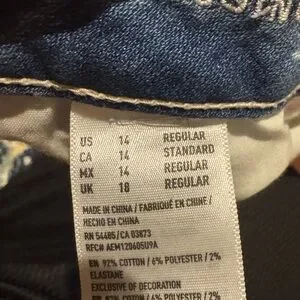 US 14 REGULAR
CA 14 STANDARD
MX 14 REGULAR
UK 18 REGULAR
MADE IN CHINA / FABRIQUÉ EN CHINE /
HECHO EN CHINA
RN 54485/CA 03873
RFC# AEM120605U9A
EN 92% COTTON / 6% POLYESTER / 2%
ELASTANE
EXCLUSIVE OF DECORATION